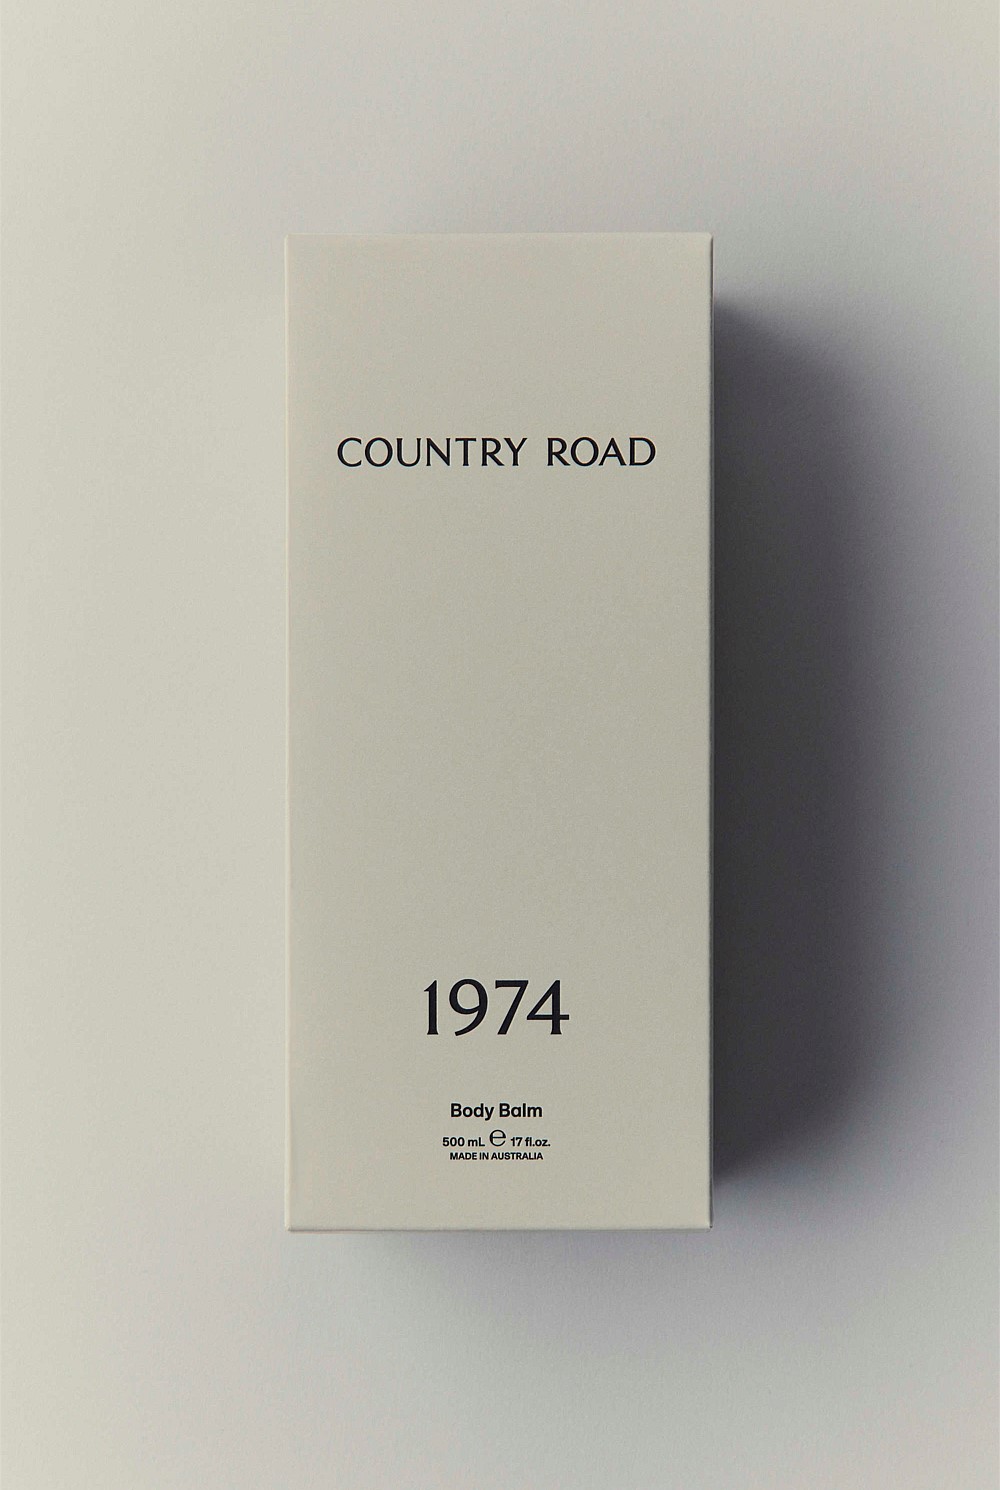 COUNTRY ROAD
1974
Body Balm
500 mL ℮ 17 fl.oz.
MADE IN AUSTRALIA